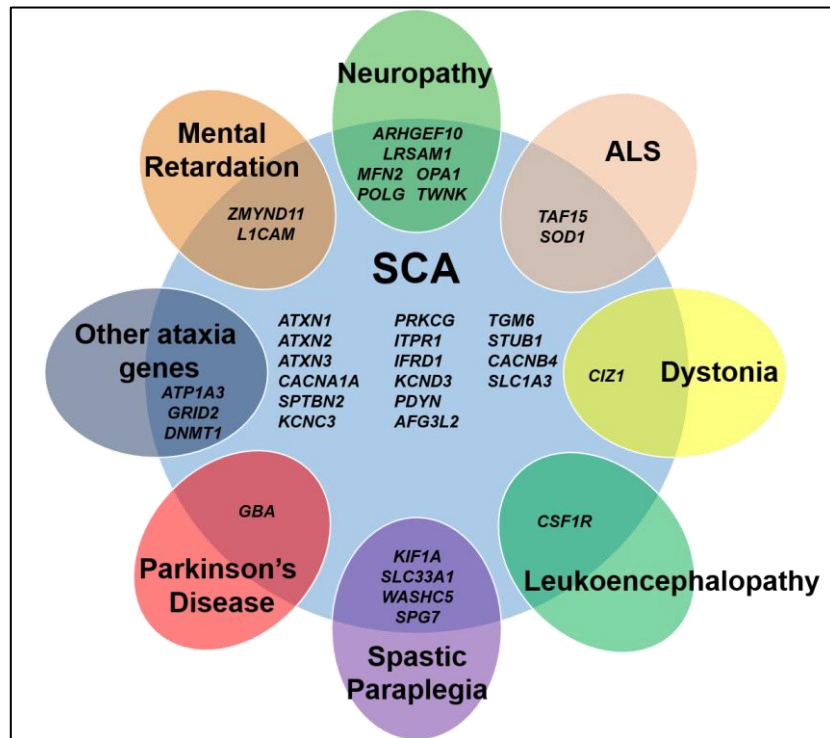 Neuropathy
ARHGEF10
LRSAM1
MFN2 OPA1
POLG TWNK
Mental
Retardation
ZMYND11
L1CAM
ALS
TAF15
SOD1
SCA
ATXN1 PRKCG TGM6
ATXN2 ITPR1 STUB1
ATXN3 IFRD1 CACNB4
CACNA1A KCND3 SLC1A3
SPTBN2 PDYN
KCNC3 AFG3L2
Other ataxia
genes
ATP1A3
GRID2
DNMT1
CIZ1
Dystonia
GBA
Parkinson's
Disease
CSF1R
Leukoencephalopathy
KIF1A
SLC33A1
WASHC5
SPG7
Spastic
Paraplegia